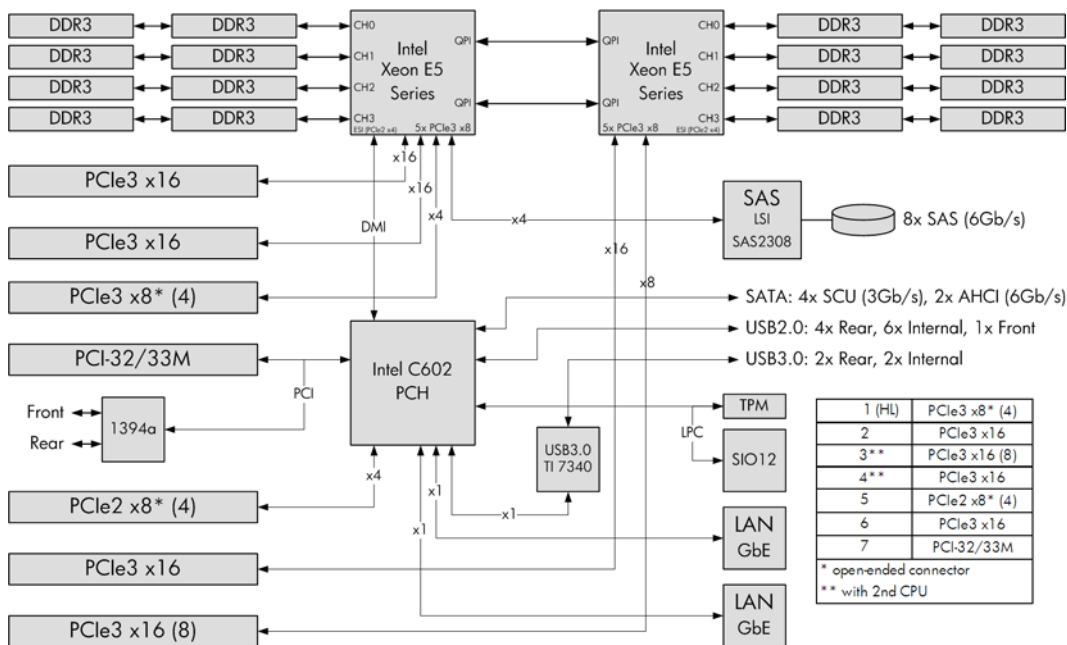 DDR3 DDR3 CH0 CH0 DDR3 DDR3
DDR3 DDR3 CH1 Intel QPI QPI Intel CH1 DDR3 DDR3
Xeon E5 Xeon E5
DDR3 DDR3 CH2 Series Series CH2 DDR3 DDR3
QPI QPI
DDR3 DDR3 CH3 CH3 DDR3 DDR3
ESI (PCIe2 x4) 5x PCIe3 x8 5x PCIe3 x8 ESI (PCIe2 x4)
x16
x16
PCIe3 x16
x4
DMI
x4
SAS
LSI
SAS2308
8x SAS (6Gb/s)
PCIe3 x16
x16
x8
PCIe3 x8* (4)
SATA: 4x SCU (3Gb/s), 2x AHCI (6Gb/s)
USB2.0: 4x Rear, 6x Internal, 1x Front
USB3.0: 2x Rear, 2x Internal
PCI-32/33M
Intel C602
PCH
PCI
Front
Rear
1394a
TPM
LPC
SIO12
USB3.0
TI 7340
x4
x1
x1
x1
PCIe2 x8* (4)
LAN
GbE
PCIe3 x16
LAN
GbE
PCIe3 x16 (8)
1 (HL) PCIe3 x8* (4)
2 PCIe3 x16
3** PCIe3 x16 (8)
4** PCIe3 x16
5 PCIe2 x8* (4)
6 PCIe3 x16
7 PCI-32/33M
* open-ended connector
** with 2nd CPU